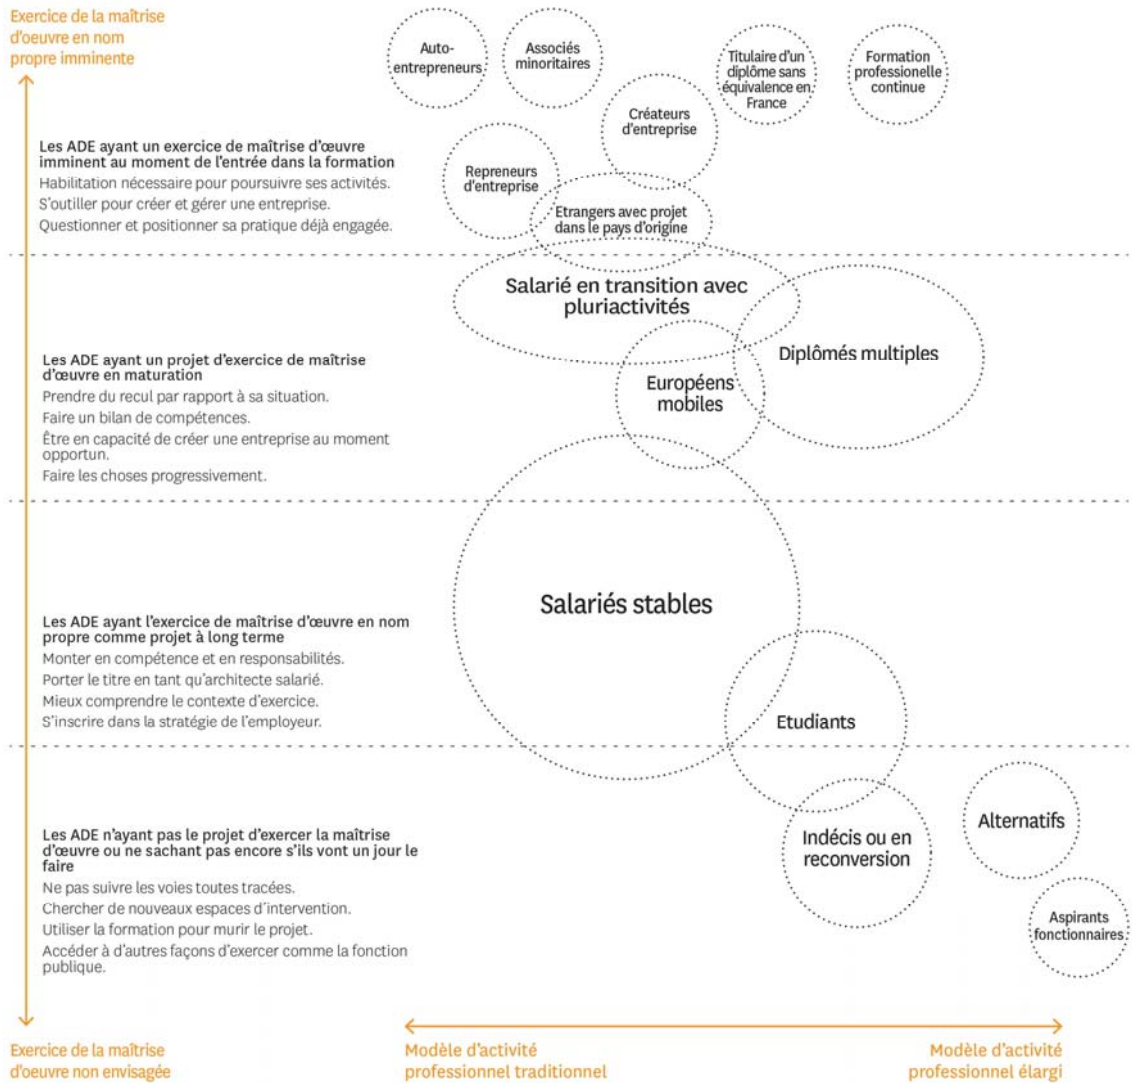 Exercice de la maîtrise
d'oeuvre en nom
propre imminente
Auto-
entrepreneurs
Associés
minoritaires
Titulaire d'un
diplôme sans
équivalence en
France
Formation
professionelle
continue
Créateurs
d'entreprise
Les ADE ayant un exercice de maîtrise d'œuvre
imminent au moment de l'entrée dans la formation
Habilitation nécessaire pour poursuivre ses activités.
S'outiller pour créer et gérer une entreprise.
Questionner et positionner sa pratique déjà engagée.
Repreneurs
d'entreprise
Etrangers avec projet
dans le pays d'origine
Salarié en transition avec
pluriactivités
Diplômés multiples
Européens
mobiles
Les ADE ayant un projet d'exercice de maîtrise
d'œuvre en maturation
Prendre du recul par rapport à sa situation.
Faire un bilan de compétences.
Être en capacité de créer une entreprise au moment
opportun.
Faire les choses progressivement.
Salariés stables
Les ADE ayant l'exercice de maîtrise d'œuvre en nom
propre comme projet à long terme
Monter en compétence et en responsabilités.
Porter le titre en tant qu'architecte salarié.
Mieux comprendre le contexte d'exercice.
S'inscrire dans la stratégie de l'employeur.
Etudiants
Les ADE n'ayant pas le projet d'exercer la maîtrise
d'œuvre ou ne sachant pas encore s'ils vont un jour le
faire
Ne pas suivre les voies toutes tracées.
Chercher de nouveaux espaces d'intervention.
Utiliser la formation pour murir le projet.
Accéder à d'autres façons d'exercer comme la fonction
publique.
Indécis ou en
reconversion
Alternatifs
Aspirants
fonctionnaires
Exercice de la maîtrise
d'oeuvre non envisagée
Modèle d'activité
professionnel traditionnel
Modèle d'activité
professionnel élargi